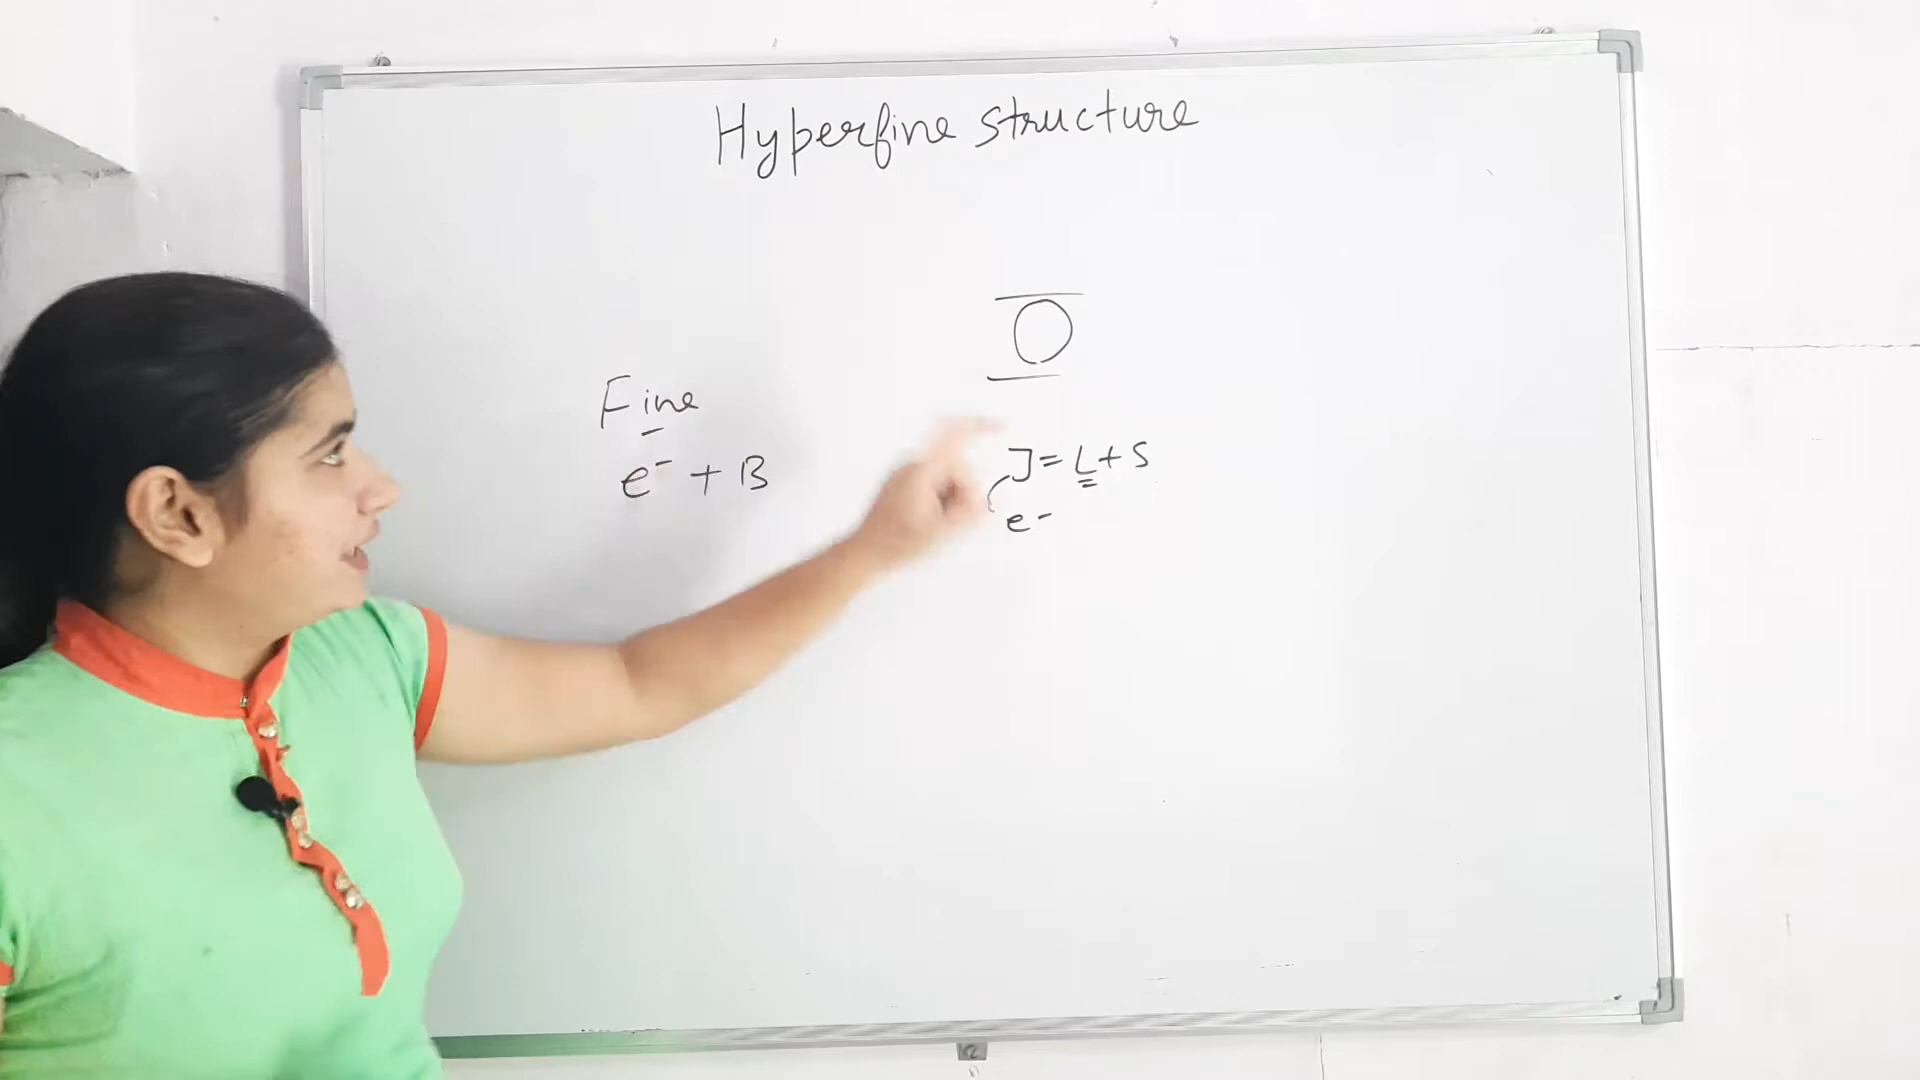 Hyperfine structure
Fine
e⁻ + B
J = L + S
e⁻